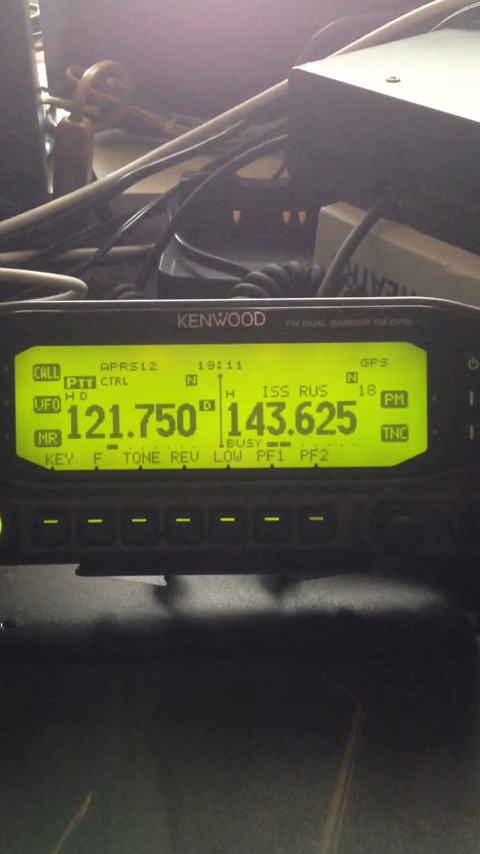 KENWOOD FM DUAL BANDER TM-D710
CALL APRS12 19:11 GPS
PTT CTRL N N
VFO H D H ISS RUS 18 PM
121.750 D 143.625
MR BUSY TNC
KEY F TONE REV LOW PF1 PF2